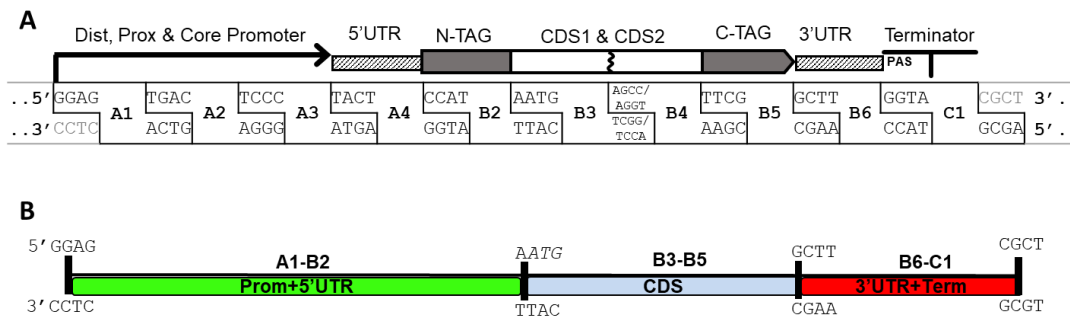 A
Dist, Prox & Core Promoter 5'UTR N-TAG CDS1 & CDS2 C-TAG 3'UTR Terminator
PAS
..5' GGAG TGAC TCCC TACT CCAT AATG AGCC/ AGGT TTCG GCTT GGTA CGCT 3'.
A1 A2 A3 A4 B2 B3 B4 B5 B6 C1
..3' CCTC ACTG AGGG ATGA GGTA TTAC TCGG/ TCCA AAGC CGAA CCAT GCGA 5'.
B
5' GGAG AATG GCTT CGCT
A1-B2 B3-B5 B6-C1
Prom+5'UTR CDS 3'UTR+Term
3' CCTC TTAC CGAA GCGT